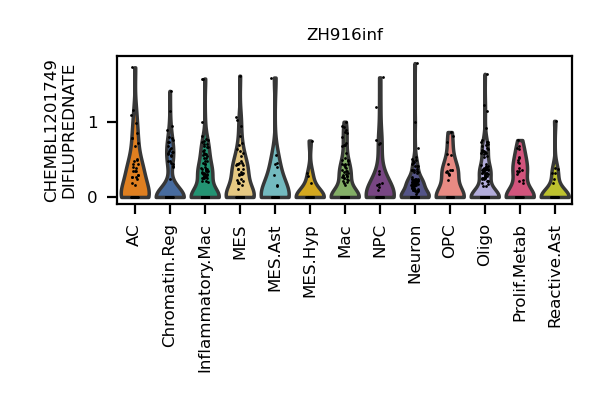 ZH916inf
CHEMBL1201749
DIFLUPREDNATE
1
0
AC
Chromatin.Reg
Inflammatory.Mac
MES
MES.Ast
MES.Hyp
Mac
NPC
Neuron
OPC
Oligo
Prolif.Metab
Reactive.Ast